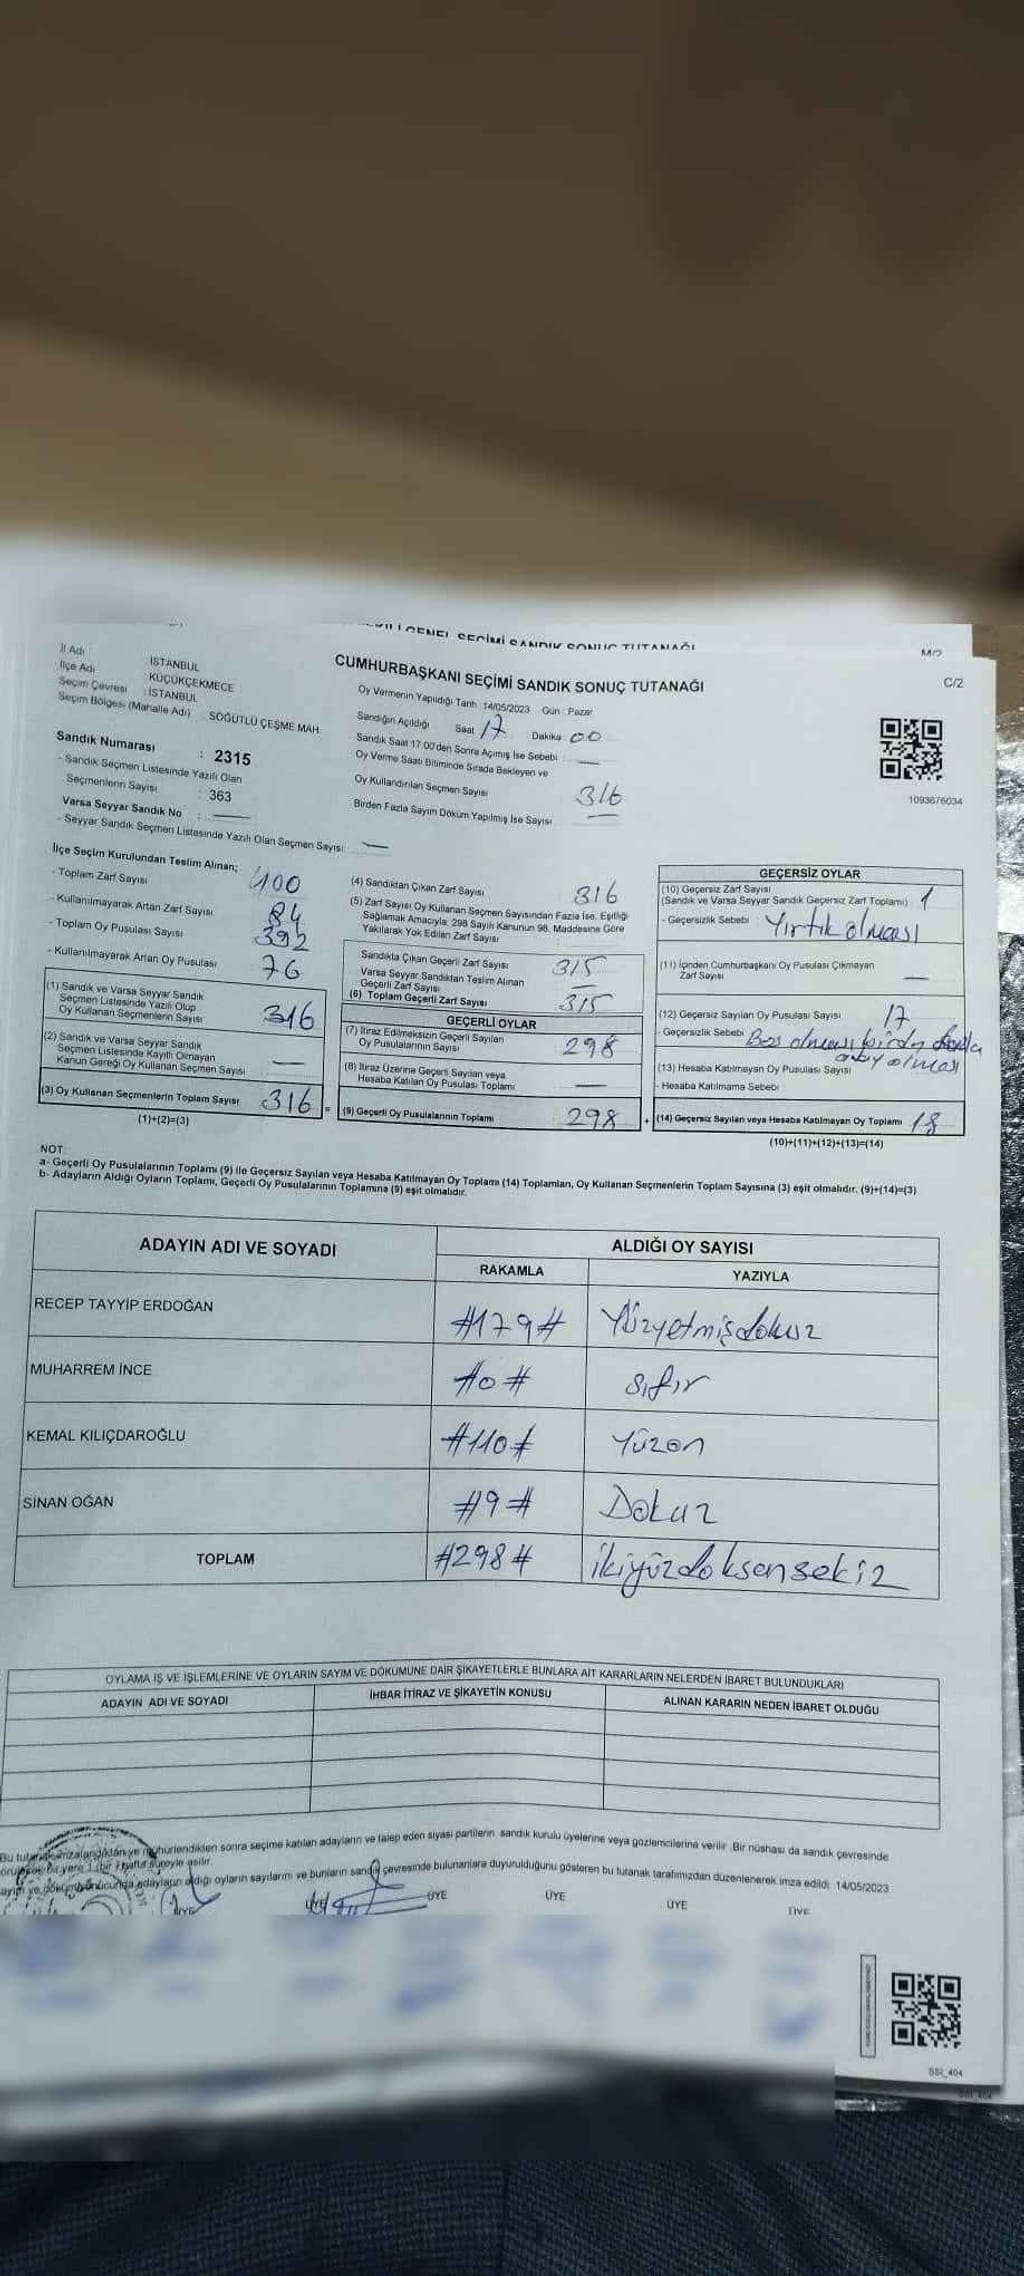 GENEL SEÇİMİ SANDIK SONUÇ TUTANAĞI
M/2
C/2
CUMHURBAŞKANI SEÇİMİ SANDIK SONUÇ TUTANAĞI
İl Adı : İSTANBUL
İlçe Adı : KÜÇÜKÇEKMECE
Seçim Çevresi : İSTANBUL
Seçim Bölgesi (Mahalle Adı) : SÖĞÜTLÜ ÇEŞME MAH
Sandık Numarası : 2315
- Sandık Seçmen Listesinde Yazılı Olan
Seçmenlerin Sayısı : 363
Varsa Seyyar Sandık No : —
- Seyyar Sandık Seçmen Listesinde Yazılı Olan Seçmen Sayısı: —
Oy Vermenin Yapıldığı Tarih :14/05/2023 Gün : Pazar
Sandığın Açıldığı Saat 17 Dakika 00
Sandık Saat 17.00'den Sonra Açımış İse Sebebi : —
Oy Verme Saati Bitiminde Sırada Bekleyen ve
Oy Kullandırılan Seçmen Sayısı 316
Birden Fazla Sayım Döküm Yapılmış İse Sayısı —
1093676034
İlçe Seçim Kurulundan Teslim Alınan;
- Toplam Zarf Sayısı 400
- Kullanılmayarak Artan Zarf Sayısı 84
- Toplam Oy Pusulası Sayısı 392
- Kullanılmayarak Artan Oy Pusulası 76
(1) Sandık ve Varsa Seyyar Sandık
Seçmen Listesinde Yazılı Olup
Oy Kullanan Seçmenlerin Sayısı 316
(2) Sandık ve Varsa Seyyar Sandık
Seçmen Listesinde Kayıtlı Olmayan
Kanun Gereği Oy Kullanan Seçmen Sayısı —
(3) Oy Kullanan Seçmenlerin Toplam Sayısı 316 =
(1)+(2)=(3)
(4) Sandıktan Çıkan Zarf Sayısı 316
(5) Zarf Sayısı Oy Kullanan Seçmen Sayısından Fazla İse, Eşitliği
Sağlamak Amacıyla, 298 Sayılı Kanunun 98. Maddesine Göre
Yakılarak Yok Edilen Zarf Sayısı —
Sandıkta Çıkan Geçerli Zarf Sayısı 315
Varsa Seyyar Sandıktan Teslim Alınan
Geçerli Zarf Sayısı —
(6) Toplam Geçerli Zarf Sayısı 315
GEÇERLİ OYLAR
(7) İtiraz Edilmeksizin Geçerli Sayılan
Oy Pusulalarının Sayısı 298
(8) İtiraz Üzerine Geçerli Sayılan veya
Hesaba Katılan Oy Pusulası Toplamı —
(9) Geçerli Oy Pusulalarının Toplamı 298 +
GEÇERSİZ OYLAR
(10) Geçersiz Zarf Sayısı
(Sandık ve Varsa Seyyar Sandık Geçersiz Zarf Toplamı) 1
- Geçersizlik Sebebi Yırtık olması
(11) İçinden Cumhurbaşkanı Oy Pusulası Çıkmayan
Zarf Sayısı —
(12) Geçersiz Sayılan Oy Pusulası Sayısı 17
- Geçersizlik Sebebi Boş olması birden fazla
olması
(13) Hesaba Katılmayan Oy Pusulası Sayısı
- Hesaba Katılmama Sebebi
(14) Geçersiz Sayılan veya Hesaba Katılmayan Oy Toplamı 18
(10)+(11)+(12)+(13)=(14)
NOT:
a- Geçerli Oy Pusulalarının Toplamı (9) ile Geçersiz Sayılan veya Hesaba Katılmayan Oy Toplamı (14) Toplamları, Oy Kullanan Seçmenlerin Toplam Sayısına (3) eşit olmalıdır. (9)+(14)=(3)
b- Adayların Aldığı Oyların Toplamı, Geçerli Oy Pusulalarının Toplamına (9) eşit olmalıdır.
ADAYIN ADI VE SOYADI ALDIĞI OY SAYISI
RAKAMLA YAZIYLA
RECEP TAYYİP ERDOĞAN #179# Yüzyetmişdokuz
MUHARREM İNCE #0# sıfır
KEMAL KILIÇDAROĞLU #110# Yüzon
SİNAN OĞAN #9# Dokuz
TOPLAM #298# ikiyüzdoksensekiz
OYLAMA İŞ VE İŞLEMLERİNE VE OYLARIN SAYIM VE DÖKÜMÜNE DAİR ŞİKAYETLERLE BUNLARA AİT KARARLARIN NELERDEN İBARET BULUNDUKLARI
ADAYIN ADI VE SOYADI İHBAR İTİRAZ VE ŞİKAYETİN KONUSU ALINAN KARARIN NEDEN İBARET OLDUĞU
Bu tutanak imzalandıktan ve mühürlendikten sonra seçime katılan adayların ve talep eden siyasi partilerin sandık kurulu üyelerine veya gözlemcilerine verilir. Bir nüshası da sandık çevresinde
bir yere 1 (bir) hafta süreyle asılır.
ve dökümü sonucunda adayların aldığı oyların sayılarını ve bunların sandık çevresinde bulunanlara duyurulduğunu gösteren bu tutanak tarafımızdan düzenlenerek imza edildi. 14/05/2023
ÜYE ÜYE ÜYE ÜYE ÜYE ÜYE
SSİ_404